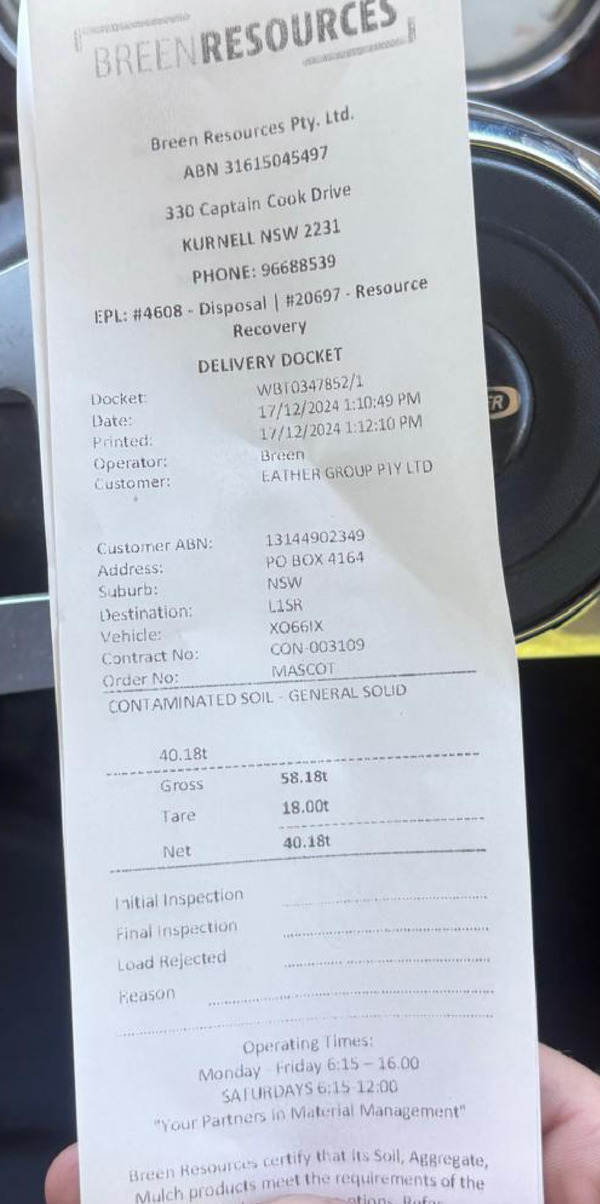 BREENRESOURCES
Breen Resources Pty. Ltd.
ABN 31615045497
330 Captain Cook Drive
KURNELL NSW 2231
PHONE: 96688539
EPL: #4608 - Disposal | #20697 - Resource
Recovery
DELIVERY DOCKET
Docket: WBT0347852/1
Date: 17/12/2024 1:10:49 PM
Printed: 17/12/2024 1:12:10 PM
Operator: Breen
Customer: EATHER GROUP PTY LTD
Customer ABN: 13144902349
Address: PO BOX 4164
Suburb: NSW
Destination: L1SR
Vehicle: XO66IX
Contract No: CON-003109
Order No: MASCOT
CONTAMINATED SOIL - GENERAL SOLID
40.18t
Gross 58.18t
Tare 18.00t
Net 40.18t
Initial Inspection
Final Inspection
Load Rejected
Reason
Operating Times:
Monday - Friday 6:15 – 16.00
SATURDAYS 6:15-12:00
"Your Partners in Material Management"
Breen Resources certify that its Soil, Aggregate,
Mulch products meet the requirements of the